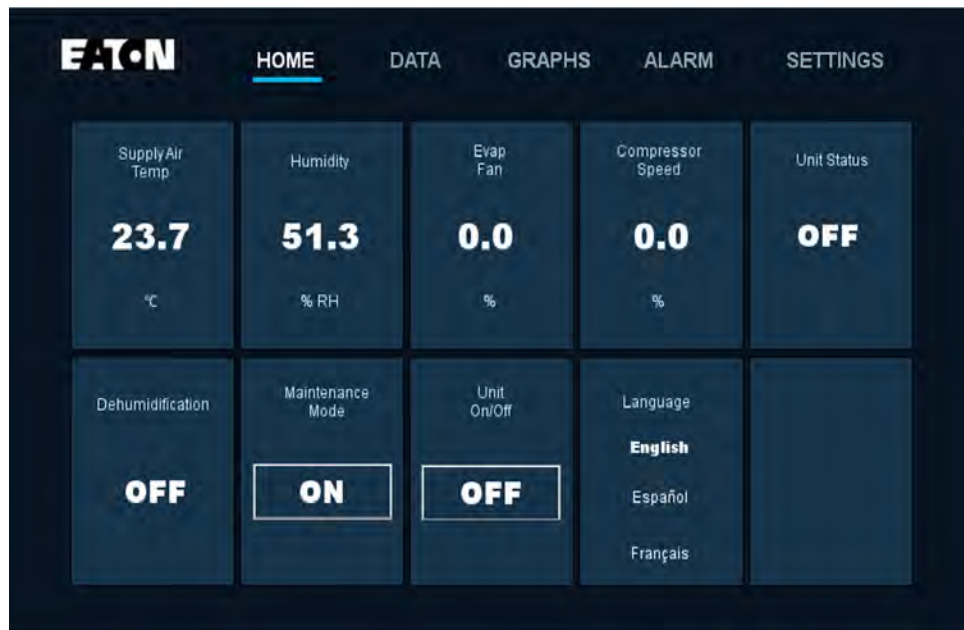 EATON
HOME DATA GRAPHS ALARM SETTINGS
Supply Air
Temp
23.7
°C
Humidity
51.3
% RH
Evap
Fan
0.0
%
Compressor
Speed
0.0
%
Unit Status
OFF
Dehumidification
OFF
Maintenance
Mode
ON
Unit
On/Off
OFF
Language
English
Español
Français